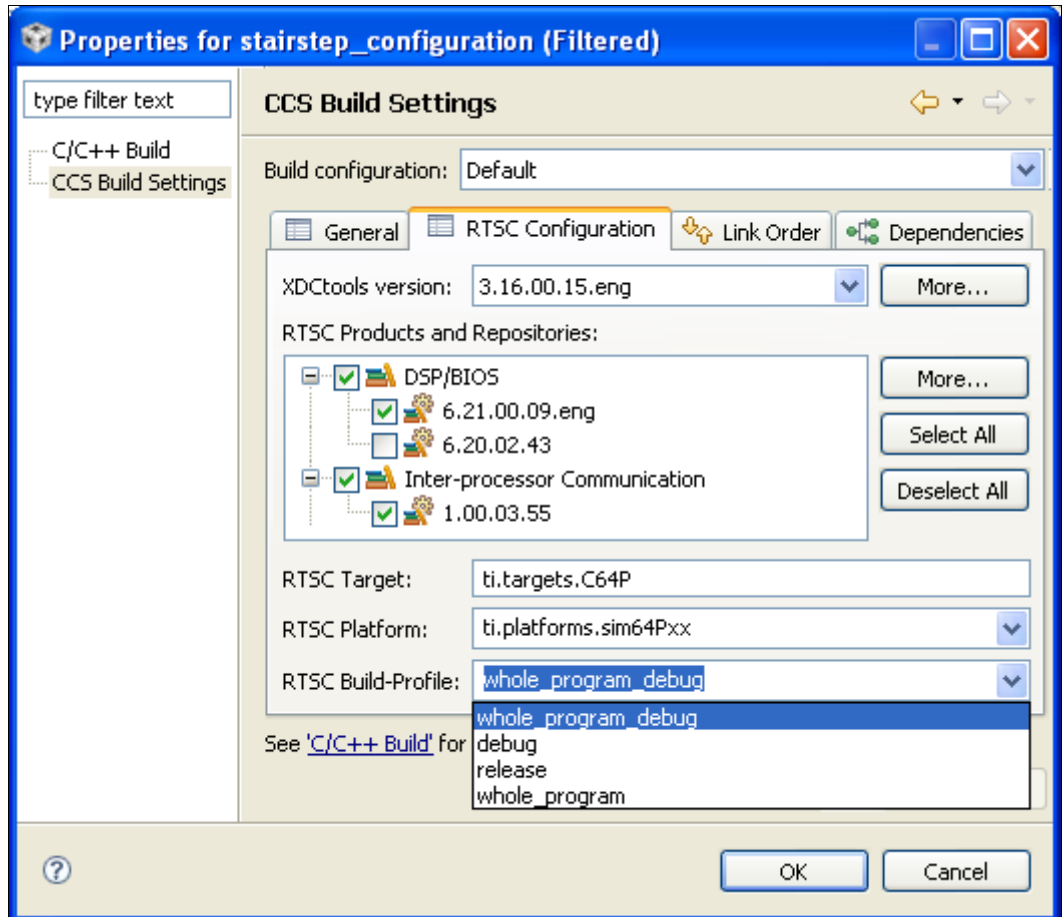 Properties for stairstep_configuration (Filtered)
type filter text
C/C++ Build
CCS Build Settings
CCS Build Settings
Build configuration: Default
General RTSC Configuration Link Order Dependencies
XDCtools version: 3.16.00.15.eng More...
RTSC Products and Repositories:
DSP/BIOS More...
6.21.00.09.eng
6.20.02.43 Select All
Inter-processor Communication
1.00.03.55 Deselect All
RTSC Target: ti.targets.C64P
RTSC Platform: ti.platforms.sim64Pxx
RTSC Build-Profile: whole_program_debug
whole_program_debug
See 'C/C++ Build' for debug
release
whole_program
? OK Cancel